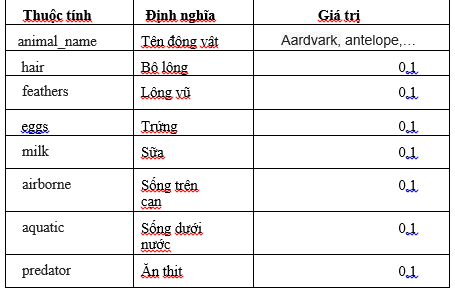 Thuộc tính Định nghĩa Giá trị
animal_name Tên động vật Aardvark, antelope,…
hair Bộ lông 0,1
feathers Lông vũ 0,1
eggs Trứng 0,1
milk Sữa 0,1
airborne Sống trên 0,1
cạn
aquatic Sống dưới 0,1
nước
predator Ăn thịt 0,1